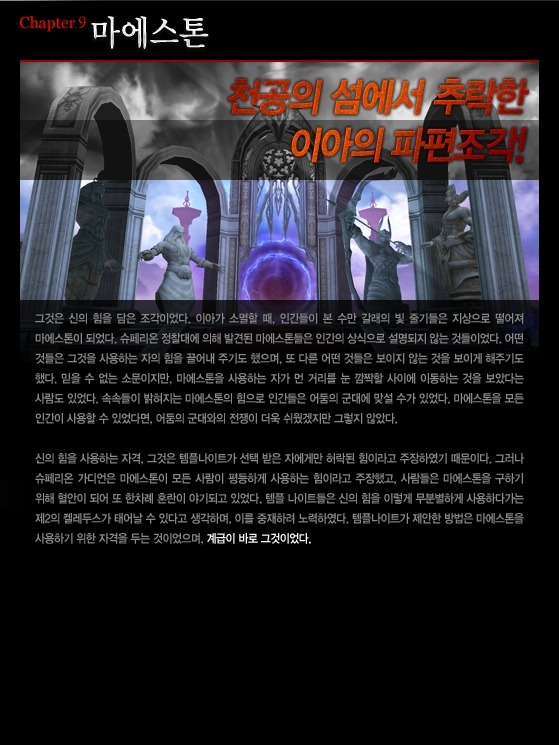 Chapter 9 마에스톤
천공의 섬에서 추락한
이아의 파편조각!
그것은 신의 힘을 담은 조각이었다. 이아가 소멸할 때, 인간들이 본 수만 갈래의 빛 줄기들은 지상으로 떨어져
마에스톤이 되었다. 슈페리온 정찰대에 의해 발견된 마에스톤들은 인간의 상식으로 설명되지 않는 것들이었다. 어떤
것들은 그것을 사용하는 자의 힘을 끌어내 주기도 했으며, 또 다른 어떤 것들은 보이지 않는 것을 보이게 해주기도
했다. 믿을 수 없는 소문이지만, 마에스톤을 사용하는 자가 먼 거리를 눈 깜짝할 사이에 이동하는 것을 보았다는
사람도 있었다. 속속들이 밝혀지는 마에스톤의 힘으로 인간들은 어둠의 군대에 맞설 수가 있었다. 마에스톤을 모든
인간이 사용할 수 있었다면, 어둠의 군대와의 전쟁이 더욱 쉬웠겠지만 그렇지 않았다.
신의 힘을 사용하는 자격, 그것은 템플나이트가 선택 받은 자에게만 허락된 힘이라고 주장하였기 때문이다. 그러나
슈페리온 가디언은 마에스톤이 모든 사람이 평등하게 사용하는 힘이라고 주장했고, 사람들은 마에스톤을 구하기
위해 혈안이 되어 또 한차례 혼란이 야기되고 있었다. 템플 나이트들은 신의 힘을 이렇게 무분별하게 사용하다가는
제2의 켈레두스가 태어날 수 있다고 생각하며, 이를 중재하려 노력하였다. 템플나이트가 제안한 방법은 마에스톤을
사용하기 위한 자격을 두는 것이었으며, 계급이 바로 그것이었다.